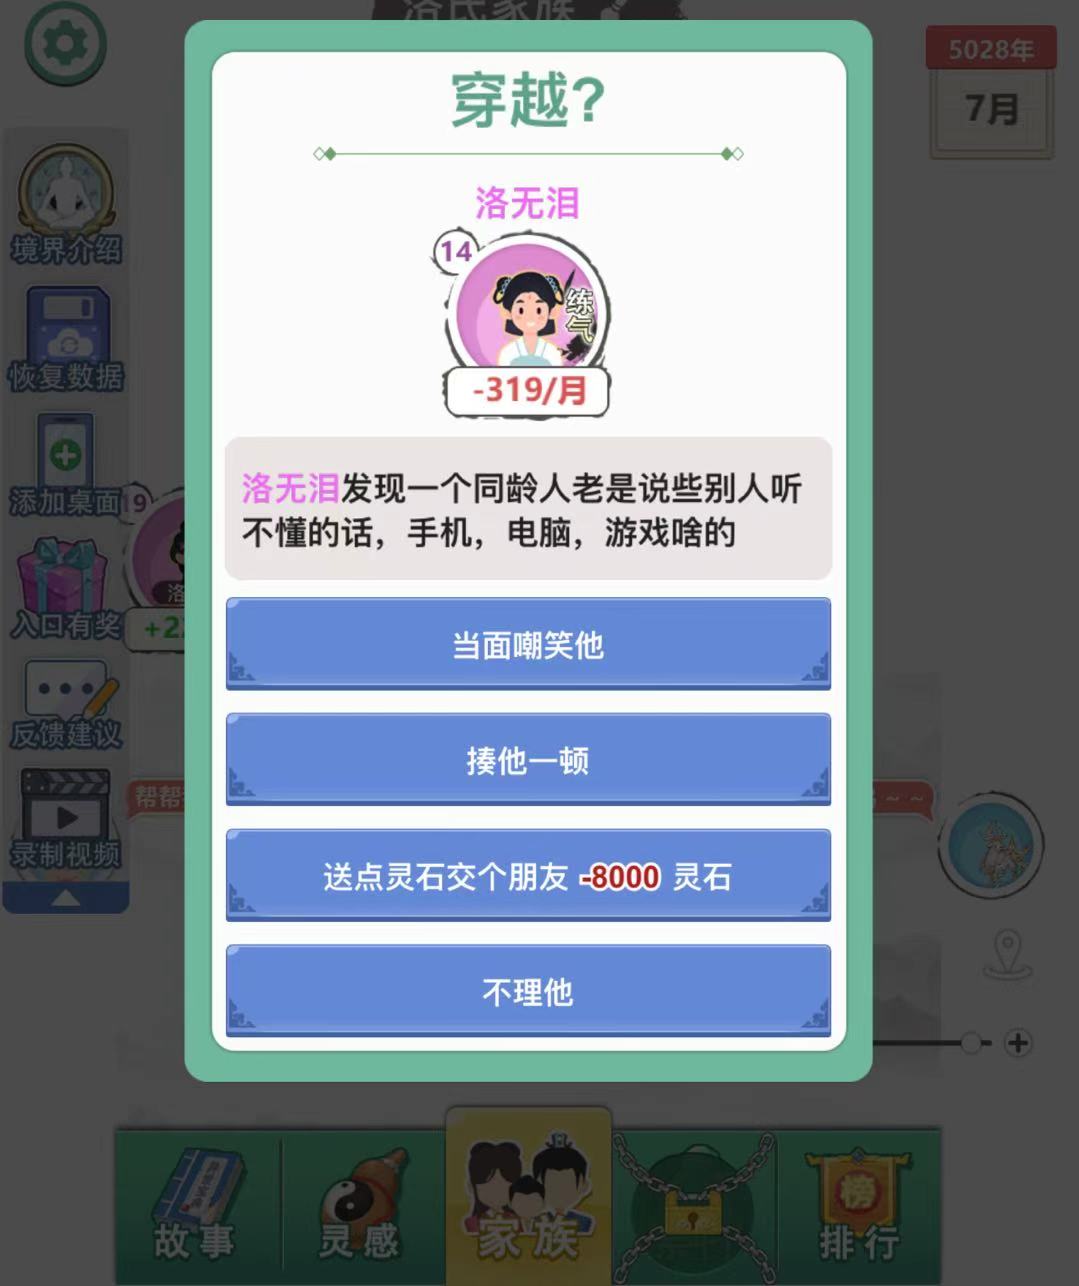 洛氏家族
5028年
7月
穿越?
洛无泪
14
练气
-319/月
洛无泪发现一个同龄人老是说些别人听
不懂的话，手机，电脑，游戏啥的
当面嘲笑他
揍他一顿
送点灵石交个朋友 -8000 灵石
不理他
境界介绍
恢复数据
添加桌面
19
洛
入口有奖
反馈建议
帮帮
~ ~
录制视频
故事
灵感
家族
榜
排行